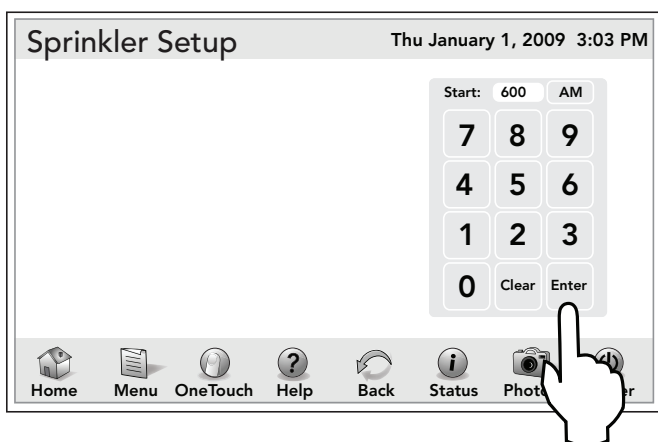 Sprinkler Setup Thu January 1, 2009 3:03 PM
Start: 600 AM
7 8 9
4 5 6
1 2 3
0 Clear Enter
Home Menu OneTouch Help Back Status